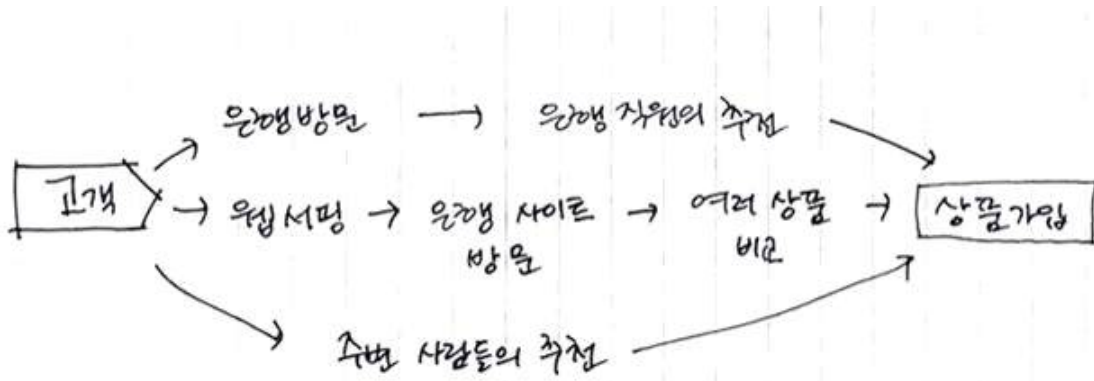 은행방문 → 은행 직원의 추천
고객 → 웹서핑 → 은행 사이트 방문 → 여러 상품 비교 → 상품가입
주변 사람들의 추천